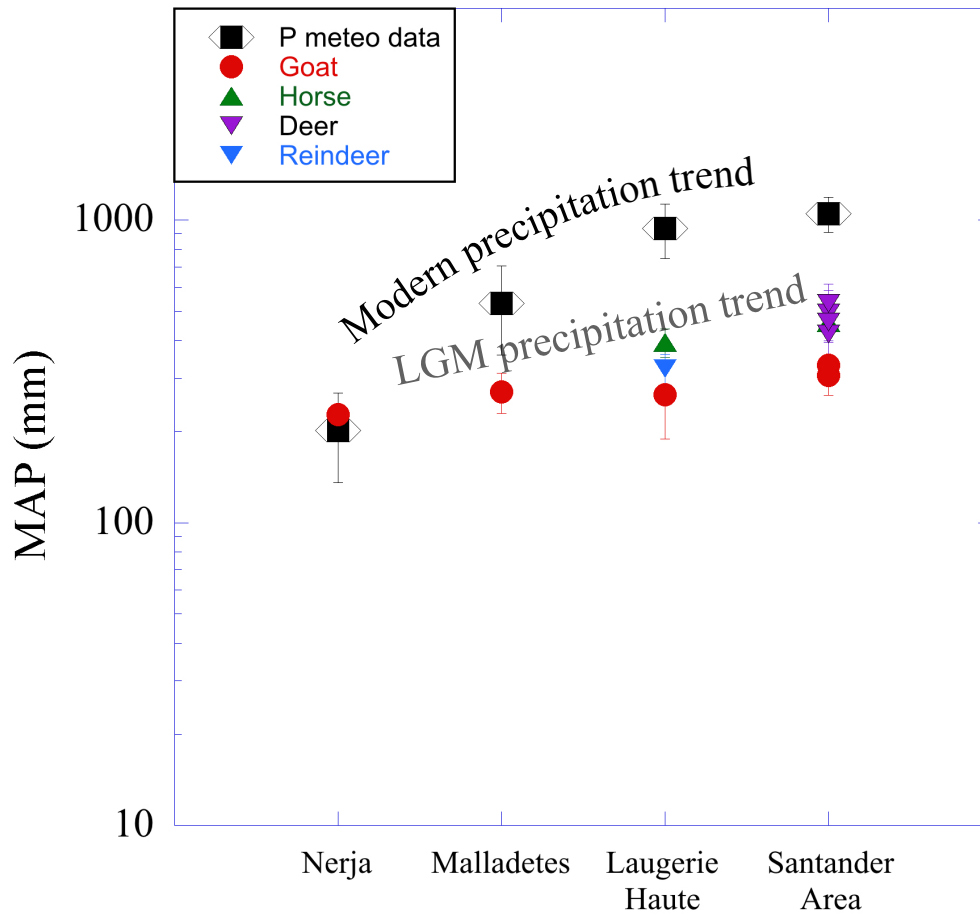 P meteo data
Goat
Horse
Deer
Reindeer
Modern precipitation trend
LGM precipitation trend
MAP (mm)
1000
100
10
Nerja
Malladetes
Laugerie
Haute
Santander
Area